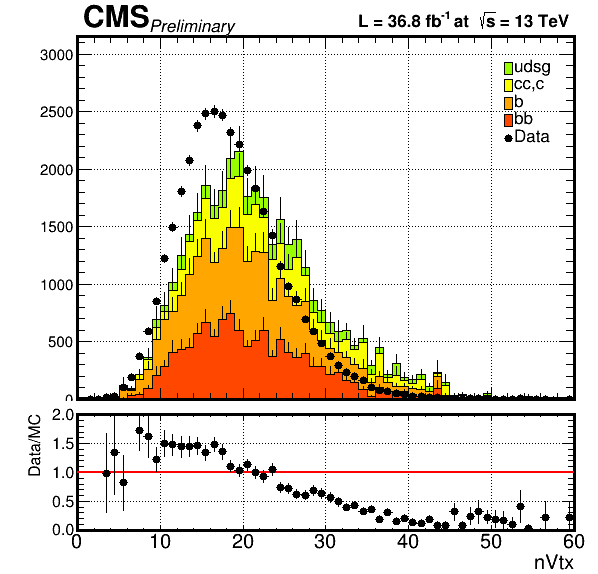 CMS Preliminary L = 36.8 fb⁻¹ at √s = 13 TeV
3000
2500
2000
1500
1000
500
0
udsg
cc,c
b
bb
Data
Data/MC
2.0
1.5
1.0
0.5
0.0
0 10 20 30 40 50 60
nVtx